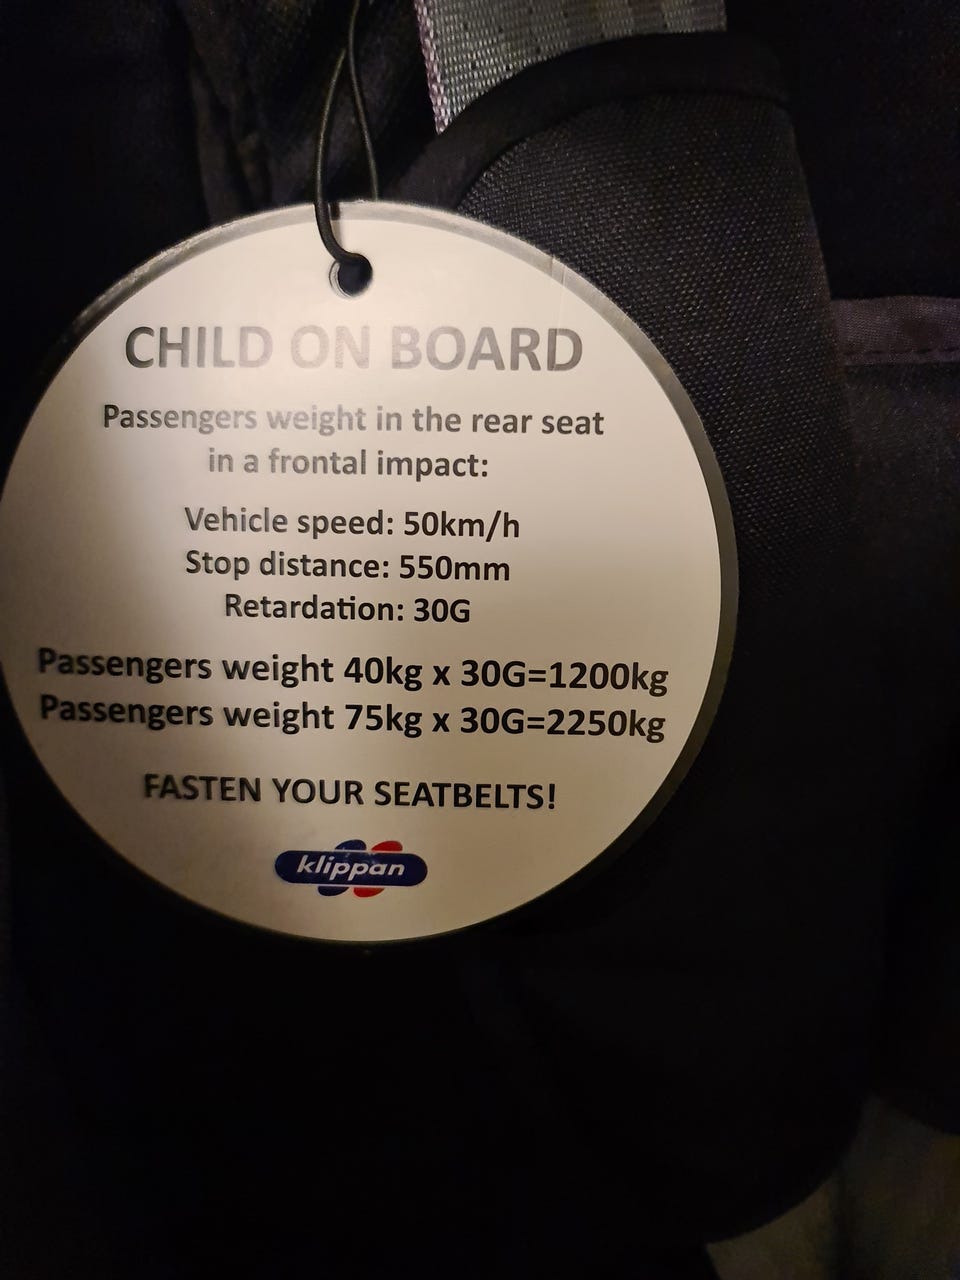 CHILD ON BOARD
Passengers weight in the rear seat
in a frontal impact:
Vehicle speed: 50km/h
Stop distance: 550mm
Retardation: 30G
Passengers weight 40kg x 30G=1200kg
Passengers weight 75kg x 30G=2250kg
FASTEN YOUR SEATBELTS!
klippan